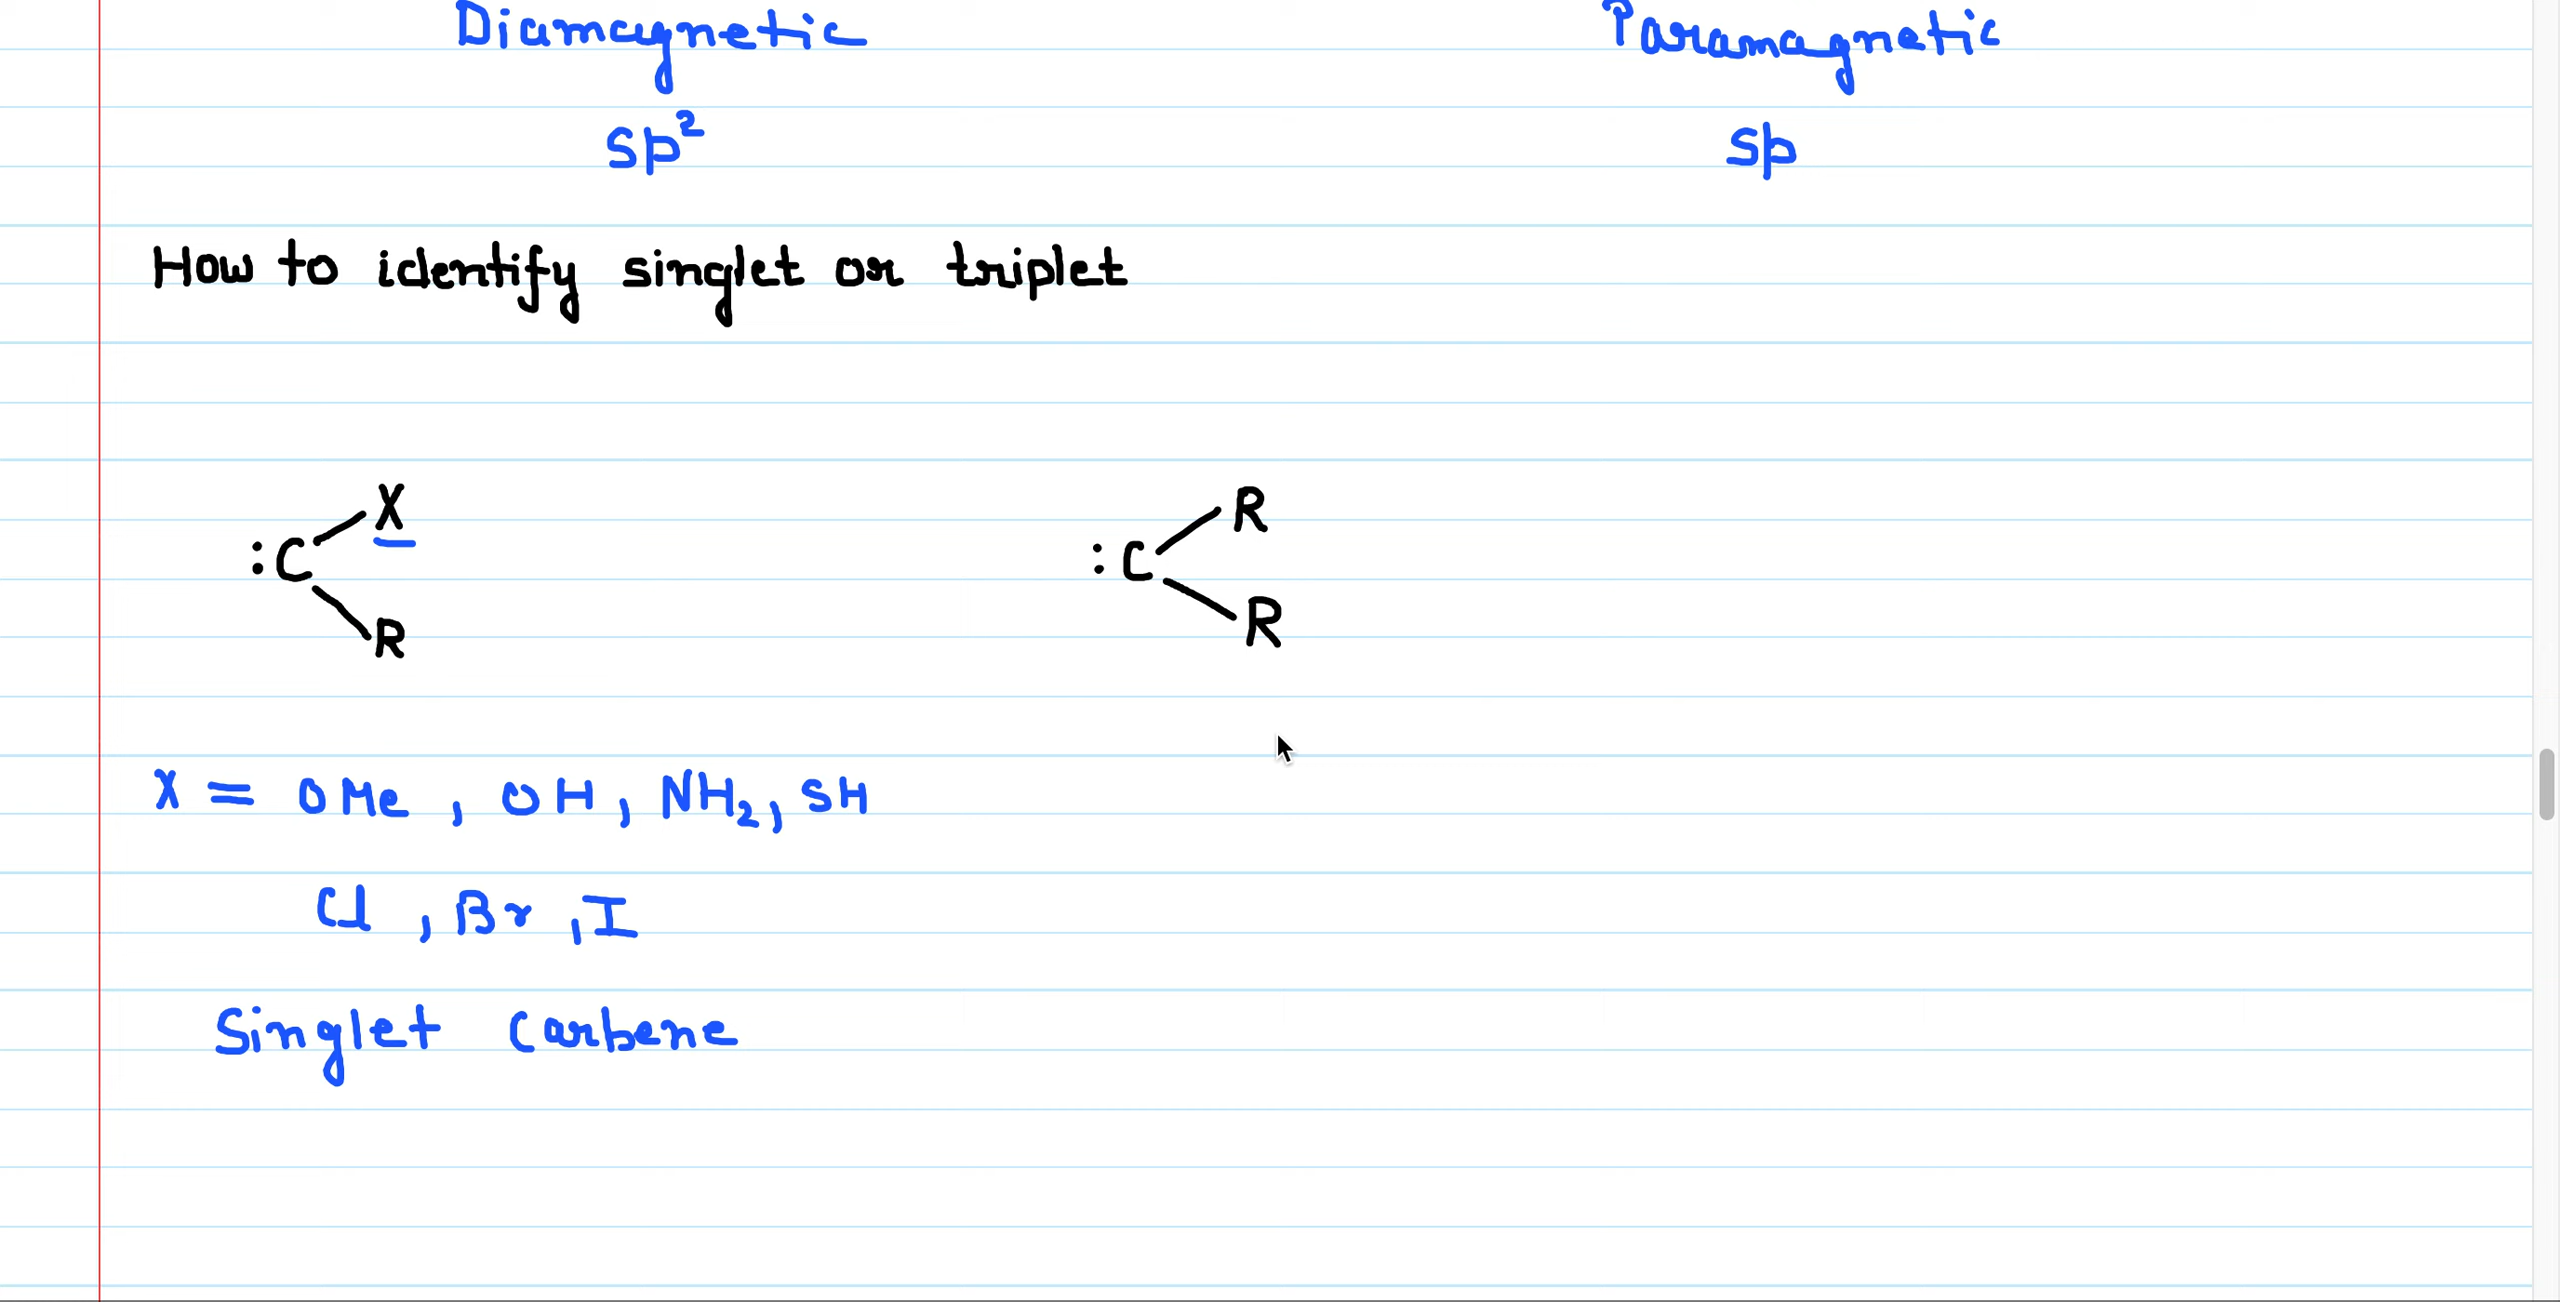 Diamagnetic Paramagnetic
sp² sp
How to identify singlet or triplet
X R
:C :C
R R
X = OMe , OH , NH₂, SH
Cl , Br , I
Singlet Carbene